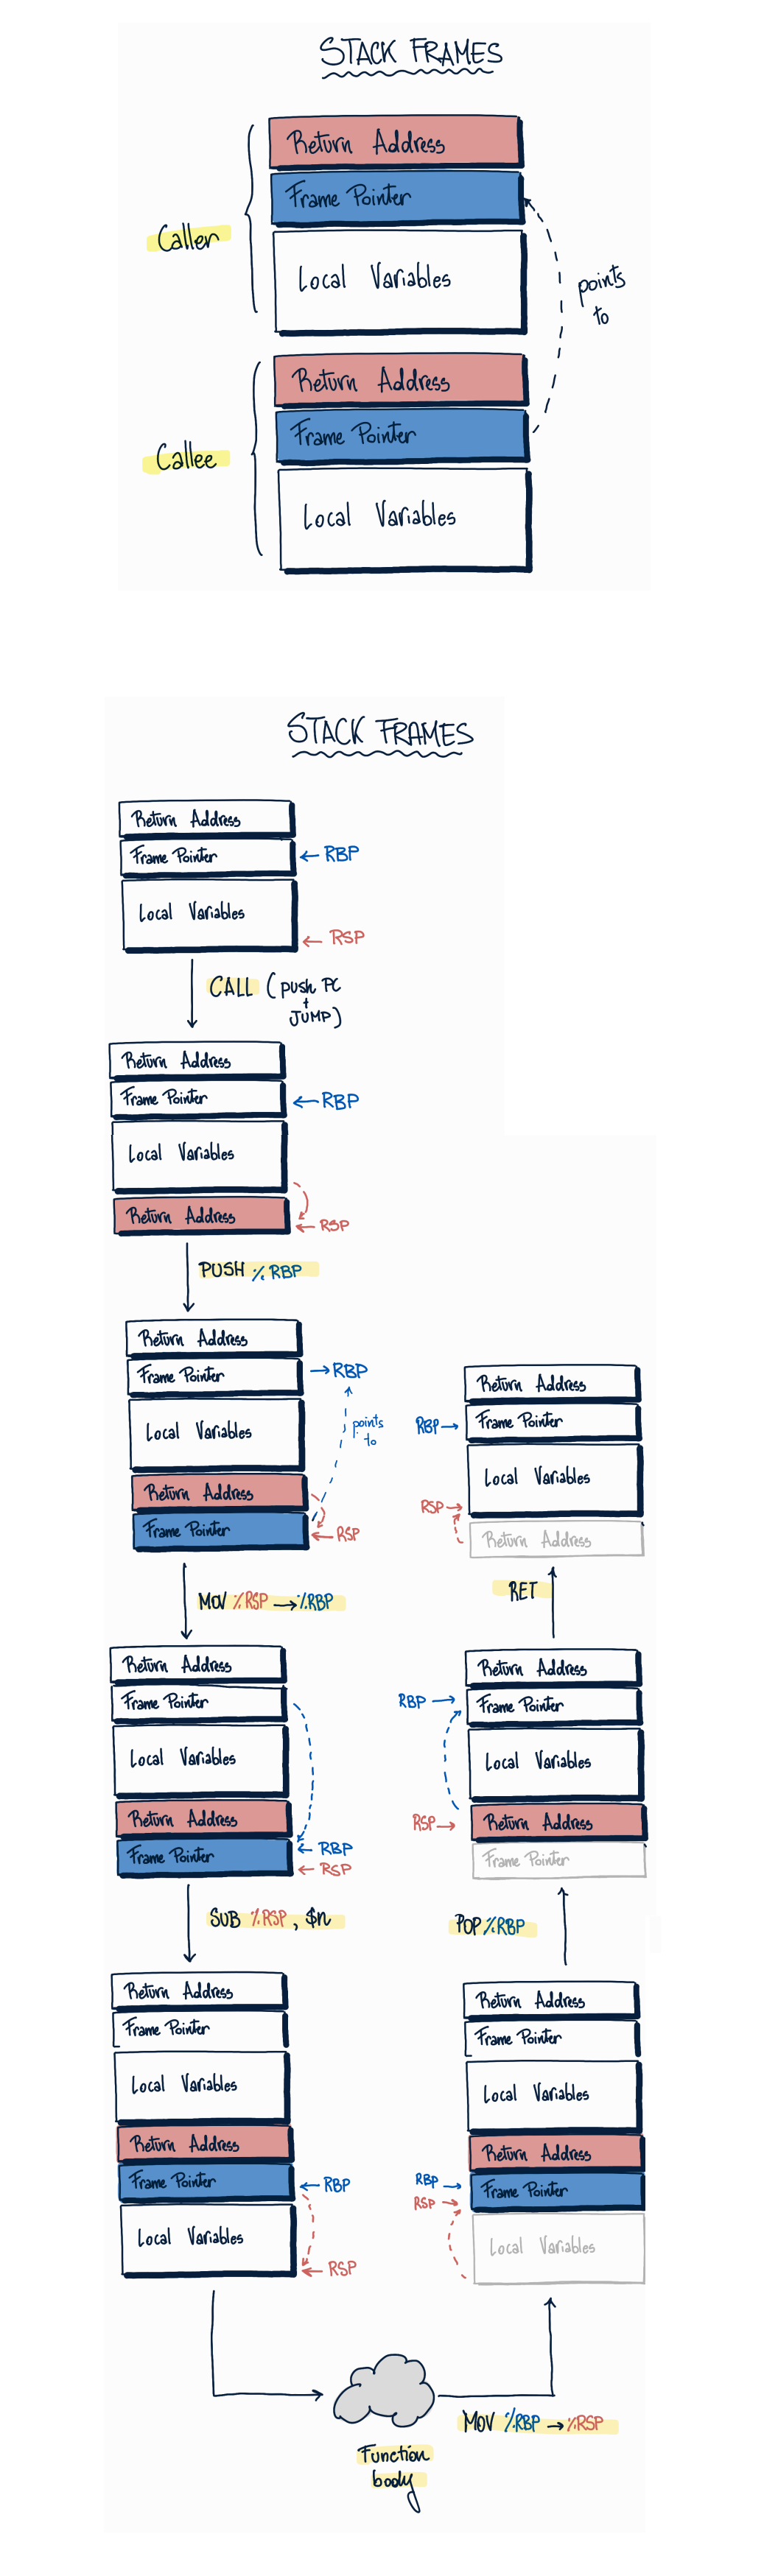 STACK FRAMES
Return Address
Frame Pointer
Caller
Local Variables
points
to
Return Address
Frame Pointer
Callee
Local Variables
STACK FRAMES
Return Address
Frame Pointer
← RBP
Local Variables
← RSP
CALL (push PC
+
JUMP)
Return Address
Frame Pointer
← RBP
Local Variables
Return Address
← RSP
PUSH % RBP
Return Address
Frame Pointer
→ RBP
Local Variables
points
to
Return Address
Frame Pointer
← RSP
MOV %RSP → %RBP
Return Address
Frame Pointer
Local Variables
Return Address
Frame Pointer
← RBP
← RSP
SUB %RSP, $n
Return Address
Frame Pointer
Local Variables
Return Address
Frame Pointer
← RBP
Local Variables
← RSP
Function
body
MOV %RBP → %RSP
Return Address
Frame Pointer
Local Variables
Return Address
RBP →
Frame Pointer
RSP →
Local Variables
POP %RBP
Return Address
RBP →
Frame Pointer
Local Variables
RSP →
Return Address
Frame Pointer
RET
Return Address
RBP →
Frame Pointer
Local Variables
RSP →
Return Address